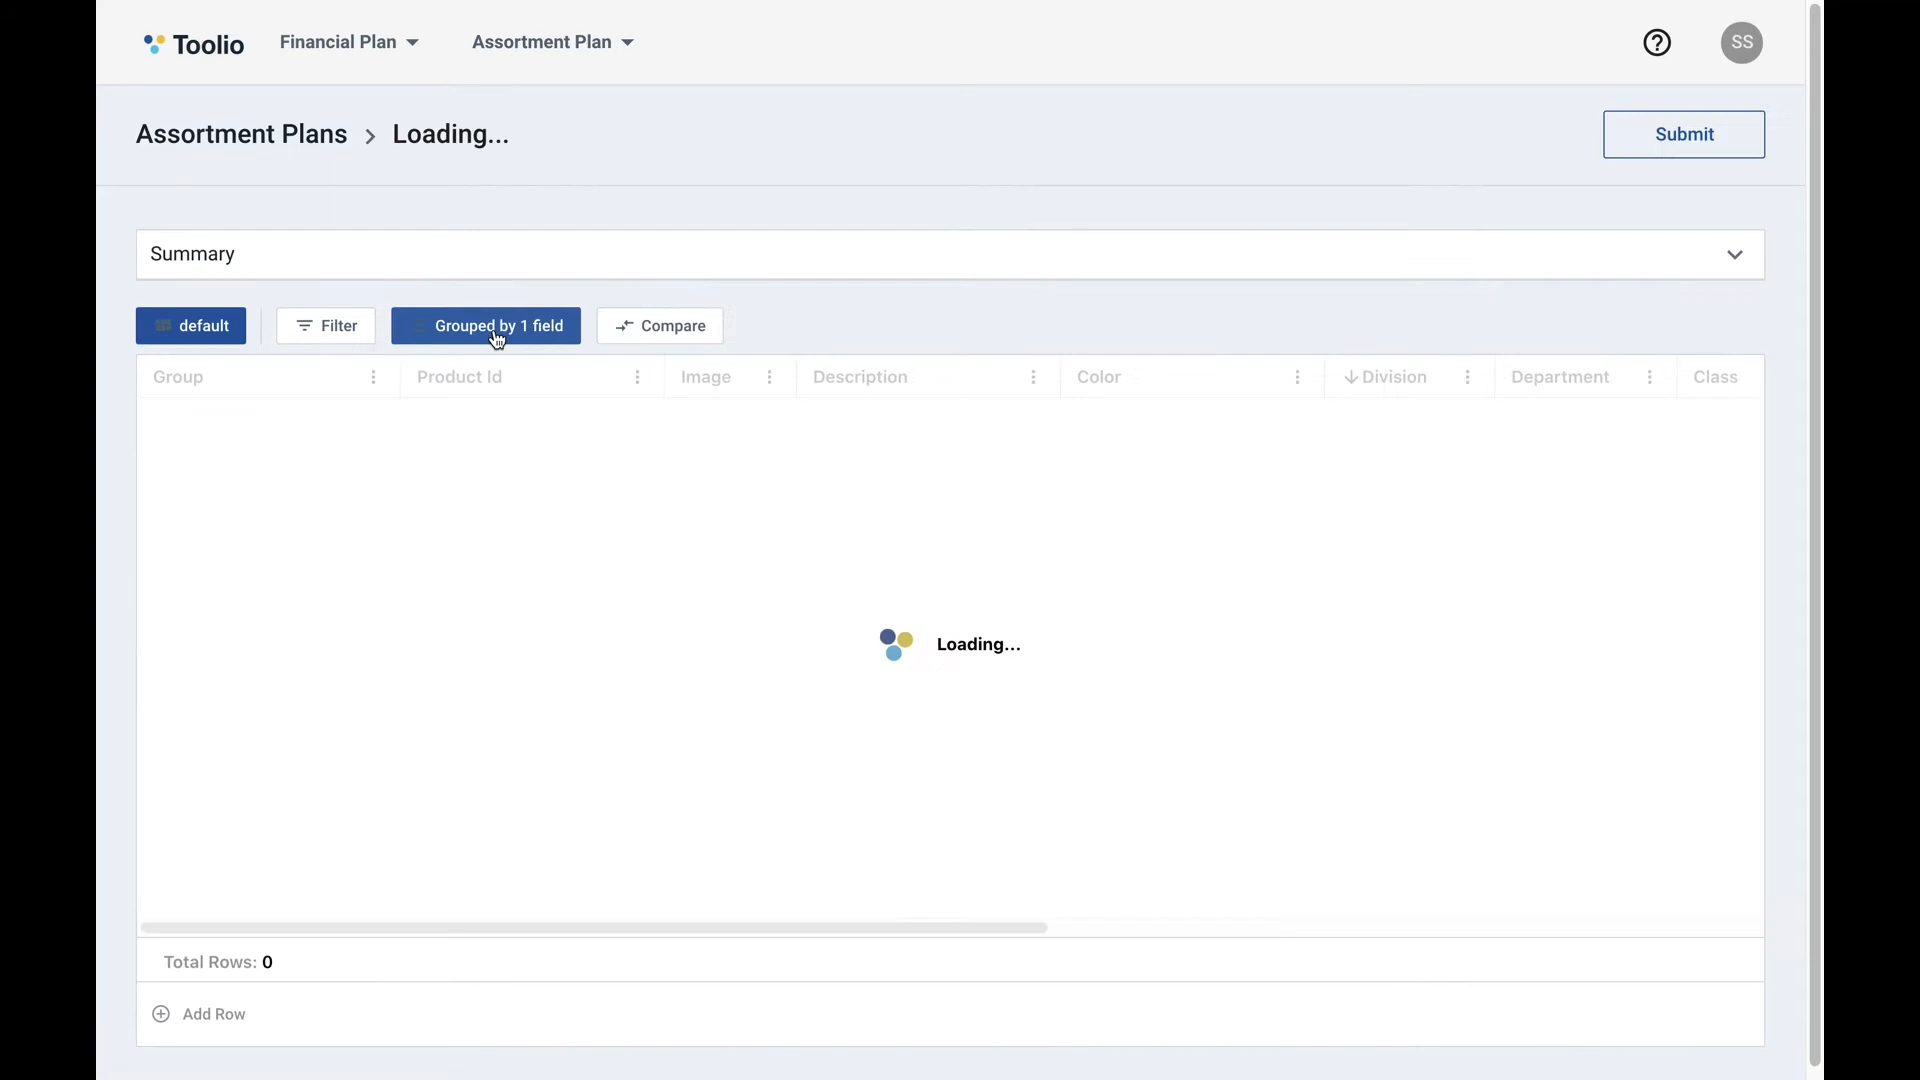 Toolio Financial Plan Assortment Plan SS
Assortment Plans > Loading... Submit
Summary
default Filter Grouped by 1 field Compare
Group Product Id Image Description Color Division Department Class
Loading...
Total Rows: 0
Add Row